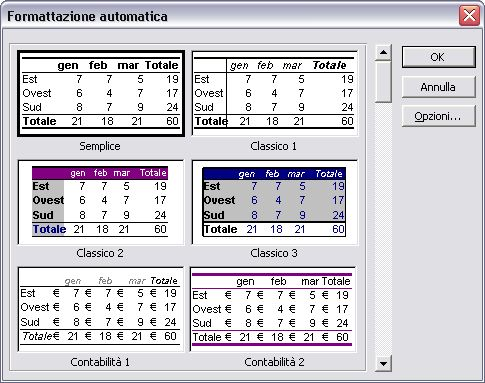 Formattazione automatica
gen feb mar Totale
Est 7 7 5 19
Ovest 6 4 7 17
Sud 8 7 9 24
Totale 21 18 21 60
Semplice
gen feb mar Totale
Est 7 7 5 19
Ovest 6 4 7 17
Sud 8 7 9 24
Totale 21 18 21 60
Classico 1
OK
Annulla
Opzioni...
gen feb mar Totale
Est 7 7 5 19
Ovest 6 4 7 17
Sud 8 7 9 24
Totale 21 18 21 60
Classico 2
gen feb mar Totale
Est 7 7 5 19
Ovest 6 4 7 17
Sud 8 7 9 24
Totale 21 18 21 60
Classico 3
gen feb mar Totale
Est € 7 € 7 € 5 € 19
Ovest € 6 € 4 € 7 € 17
Sud € 8 € 7 € 9 € 24
Totale € 21 € 18 € 21 € 60
Contabilità 1
gen feb mar Totale
Est € 7 € 7 € 5 € 19
Ovest € 6 € 4 € 7 € 17
Sud € 8 € 7 € 9 € 24
Totale € 21 € 18 € 21 € 60
Contabilità 2